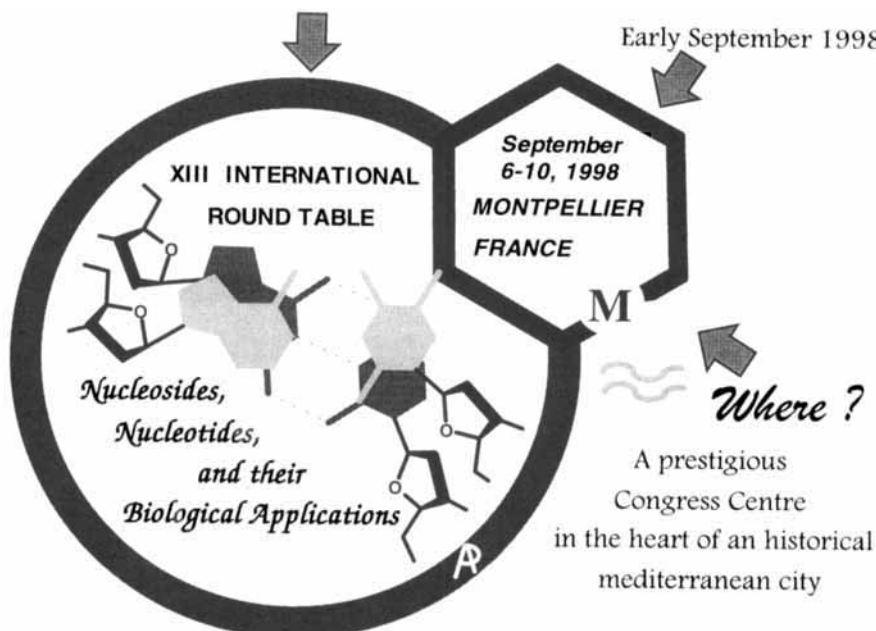 Early September 1998
XIII INTERNATIONAL
ROUND TABLE
September
6-10, 1998
MONTPELLIER
FRANCE
M
O
O
O
O
Nucleosides,
Nucleotides,
and their
Biological Applications
Where ?
A prestigious
Congress Centre
in the heart of an historical
mediterranean city